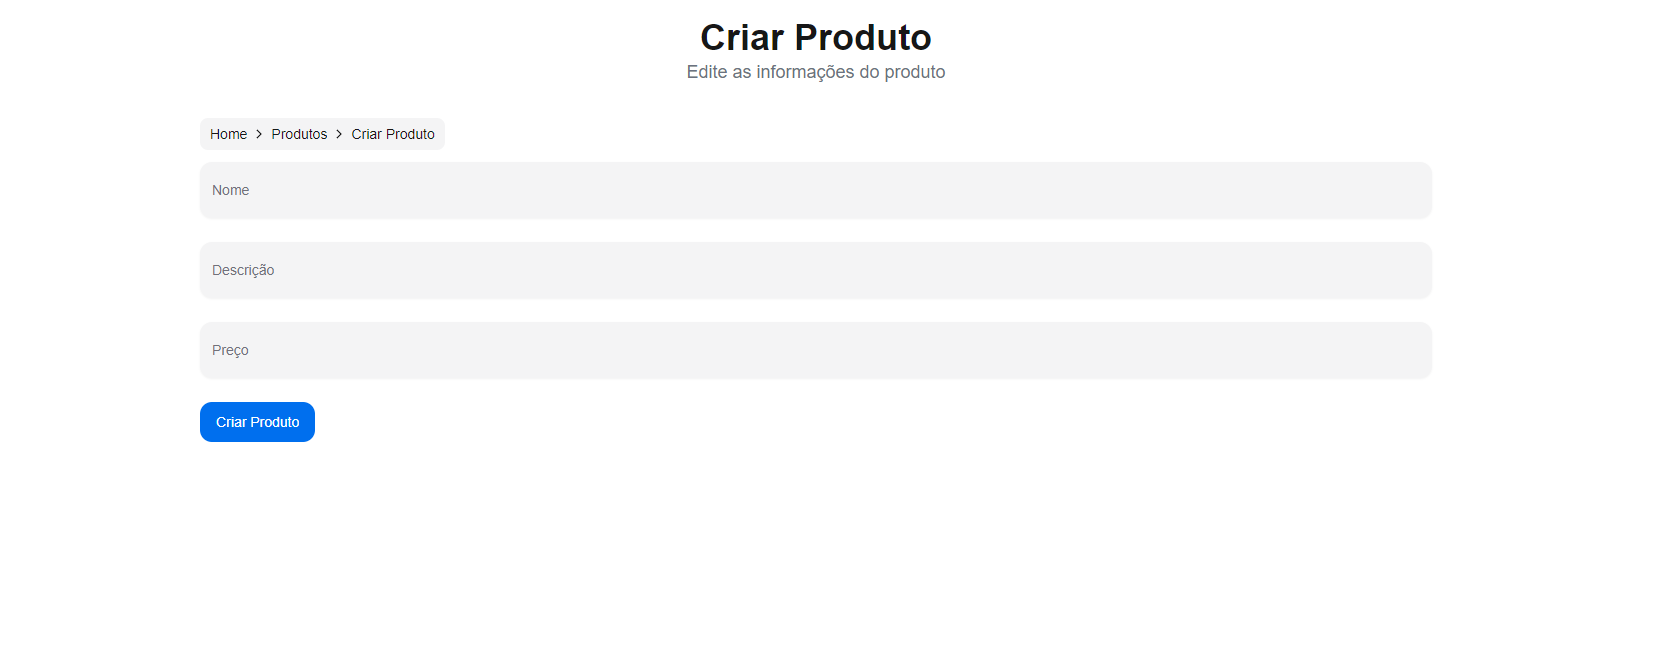 Criar Produto
Edite as informações do produto
Home > Produtos > Criar Produto
Nome
Descrição
Preço
Criar Produto